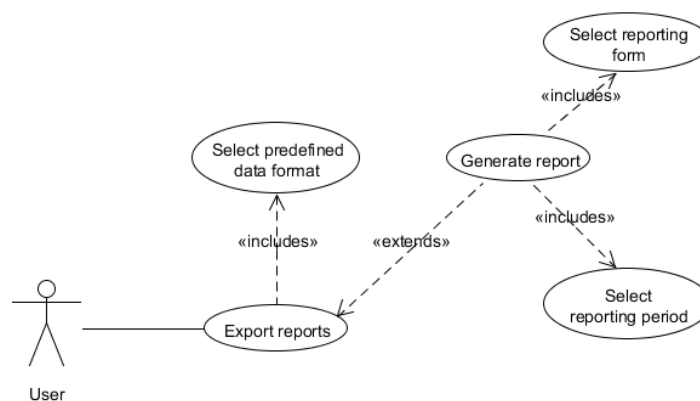 Select reporting
form
«includes»
Select predefined
data format
Generate report
«includes»
«extends»
«includes»
Select
reporting period
Export reports
User